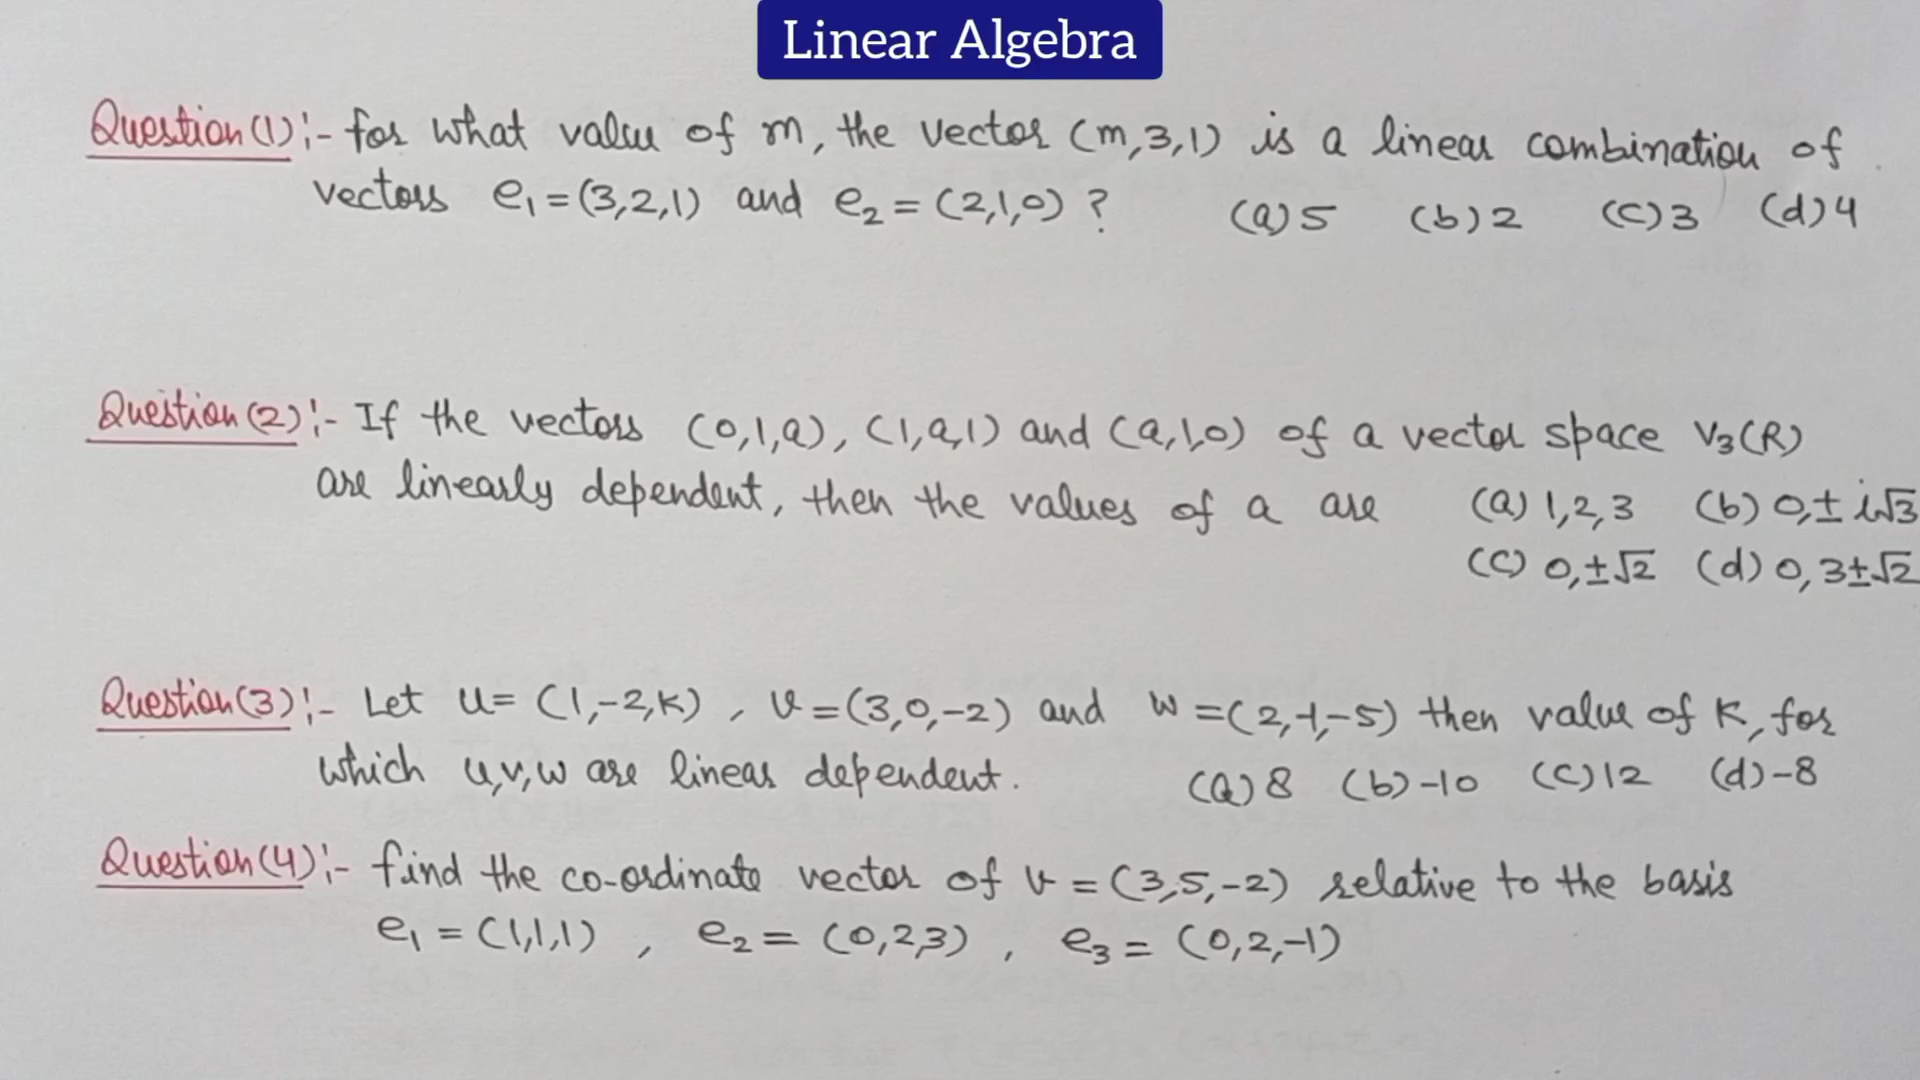 Linear Algebra
Question(1):- for what value of m, the vector (m,3,1) is a linear combination of
vectors e₁=(3,2,1) and e₂=(2,1,0)? (a) 5 (b) 2 (c) 3 (d) 4
Question(2):- If the vectors (0,1,a), (1,a,1) and (a,1,0) of a vector space V₃(R)
are linearly dependent, then the values of a are (a) 1,2,3 (b) 0,± i√3
(c) 0,±√2 (d) 0,3±√2
Question(3):- Let u= (1,-2,k) , v=(3,0,-2) and w=(2,-1,-5) then value of k, for
which u,v,w are linear dependent. (a) 8 (b) -10 (c) 12 (d) -8
Question(4):- find the co-ordinate vector of v=(3,5,-2) relative to the basis
e₁ = (1,1,1) , e₂ = (0,2,3) , e₃ = (0,2,-1)